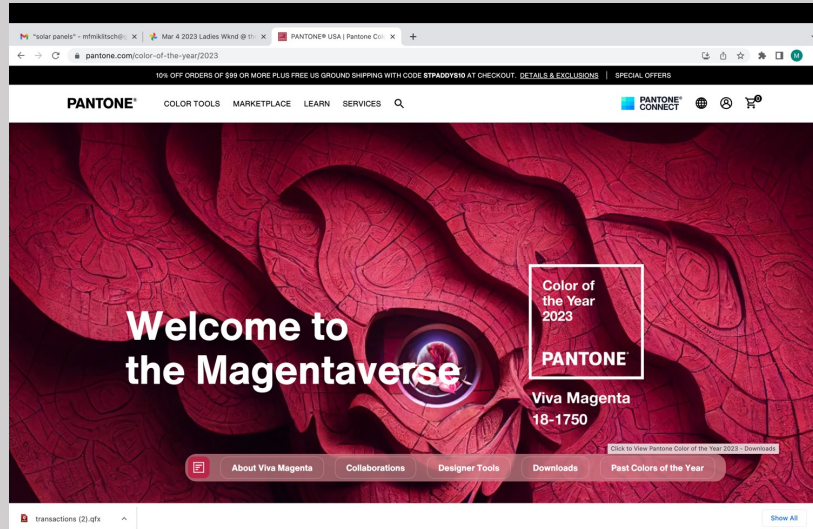 "solar panels" - mfmiklitsch@g
Mar 4 2023 Ladies Wknd @ th
PANTONE® USA | Pantone Colo
pantone.com/color-of-the-year/2023
M
10% OFF ORDERS OF $99 OR MORE PLUS FREE US GROUND SHIPPING WITH CODE STPADDYS10 AT CHECKOUT. DETAILS & EXCLUSIONS | SPECIAL OFFERS
PANTONE®
COLOR TOOLS
MARKETPLACE
LEARN
SERVICES
PANTONE®
CONNECT
0
Color of
the Year
2023
PANTONE®
Welcome to
the Magentaverse
Viva Magenta
18-1750
Click to View Pantone Color of the Year 2023 - Downloads
About Viva Magenta
Collaborations
Designer Tools
Downloads
Past Colors of the Year
transactions (2).qfx
Show All